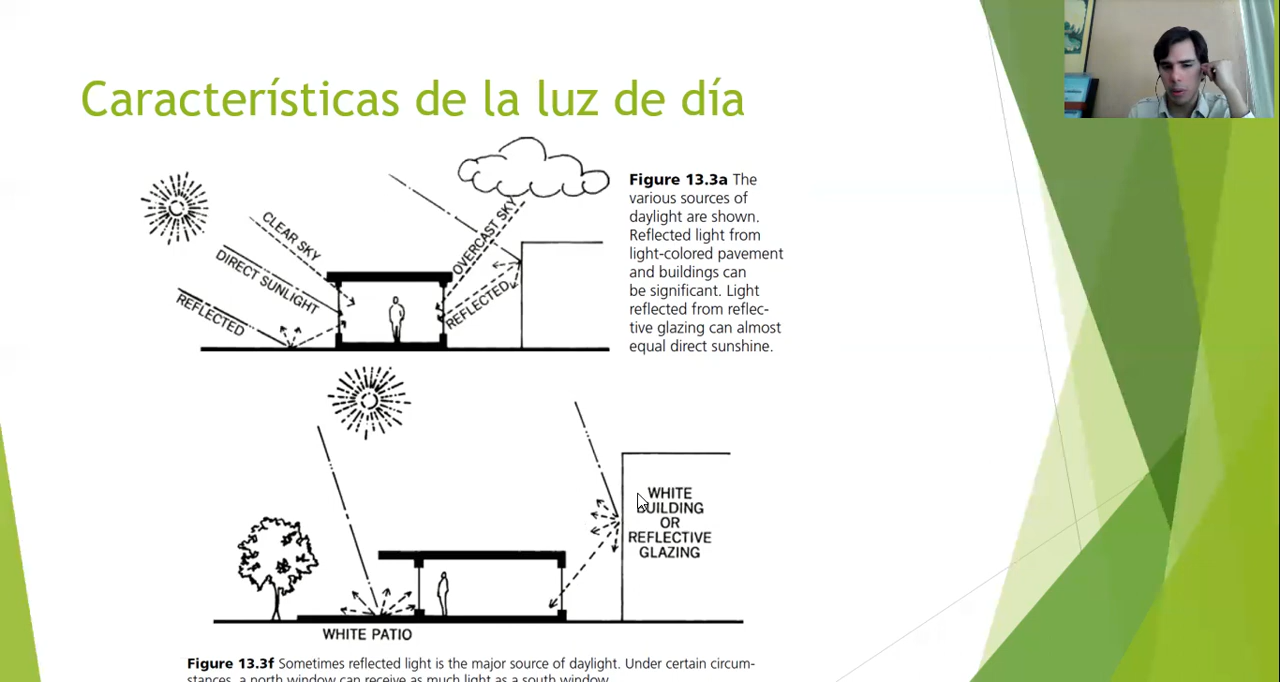 Características de la luz de día
Figure 13.3a The
various sources of
daylight are shown.
Reflected light from
light-colored pavement
and buildings can
be significant. Light
reflected from reflec-
tive glazing can almost
equal direct sunshine.
CLEAR SKY
DIRECT SUNLIGHT
REFLECTED
OVERCAST SKY
REFLECTED
WHITE
BUILDING
OR
REFLECTIVE
GLAZING
WHITE PATIO
Figure 13.3f Sometimes reflected light is the major source of daylight. Under certain circum-
stances, a north window can receive as much light as a south window.